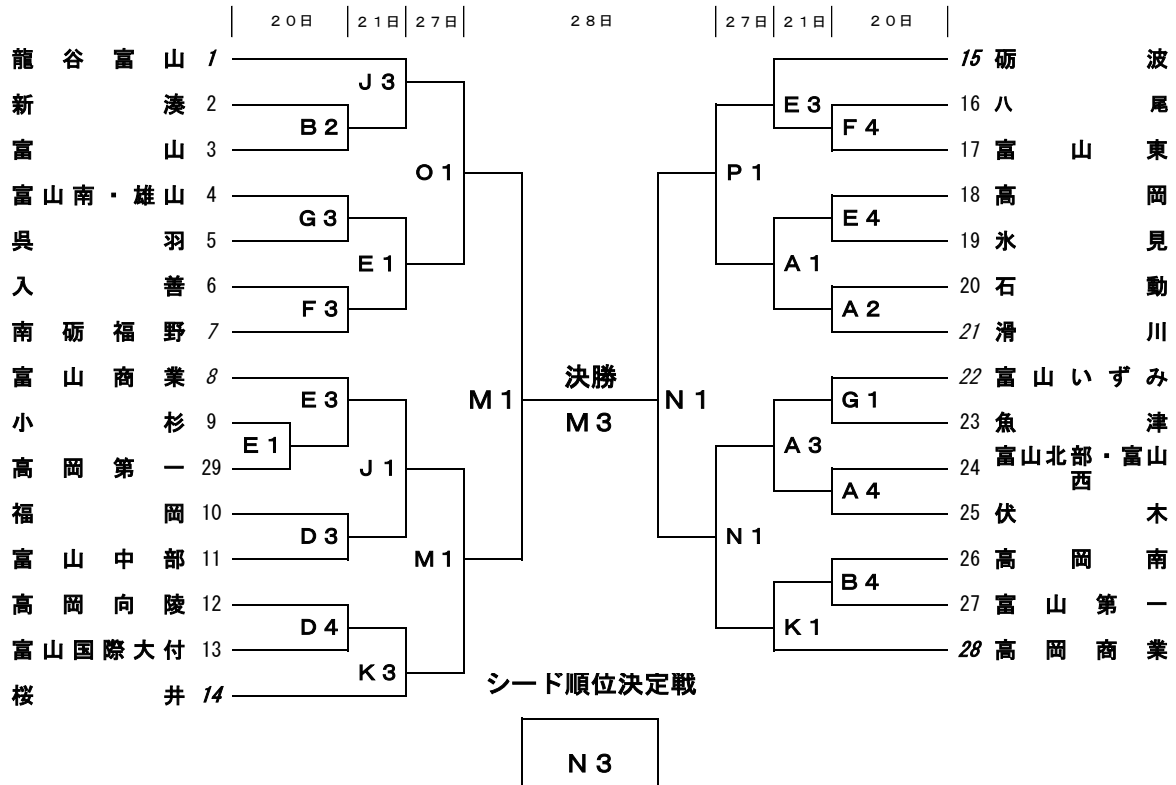 20日 21日 27日 28日 27日 21日 20日
龍谷富山 1
新湊 2
富山 3
富山南・雄山 4
呉羽 5
入善 6
南砺福野 7
富山商業 8
小杉 9
高岡第一 29
福岡 10
富山中部 11
高岡向陵 12
富山国際大付 13
桜井 14
J3
B2
O1
G3
E1
F3
E3
E1
J1
D3
M1
D4
K3
M1
決勝
M3
N1
シード順位決定戦
N3
E3
F4
P1
E4
A1
A2
G1
A3
A4
N1
B4
K1
15 砺波
16 八尾
17 富山東
18 高岡
19 氷見
20 石動
21 滑川
22 富山いずみ
23 魚津
24 富山北部・富山
西
25 伏木
26 高岡南
27 富山第一
28 高岡商業